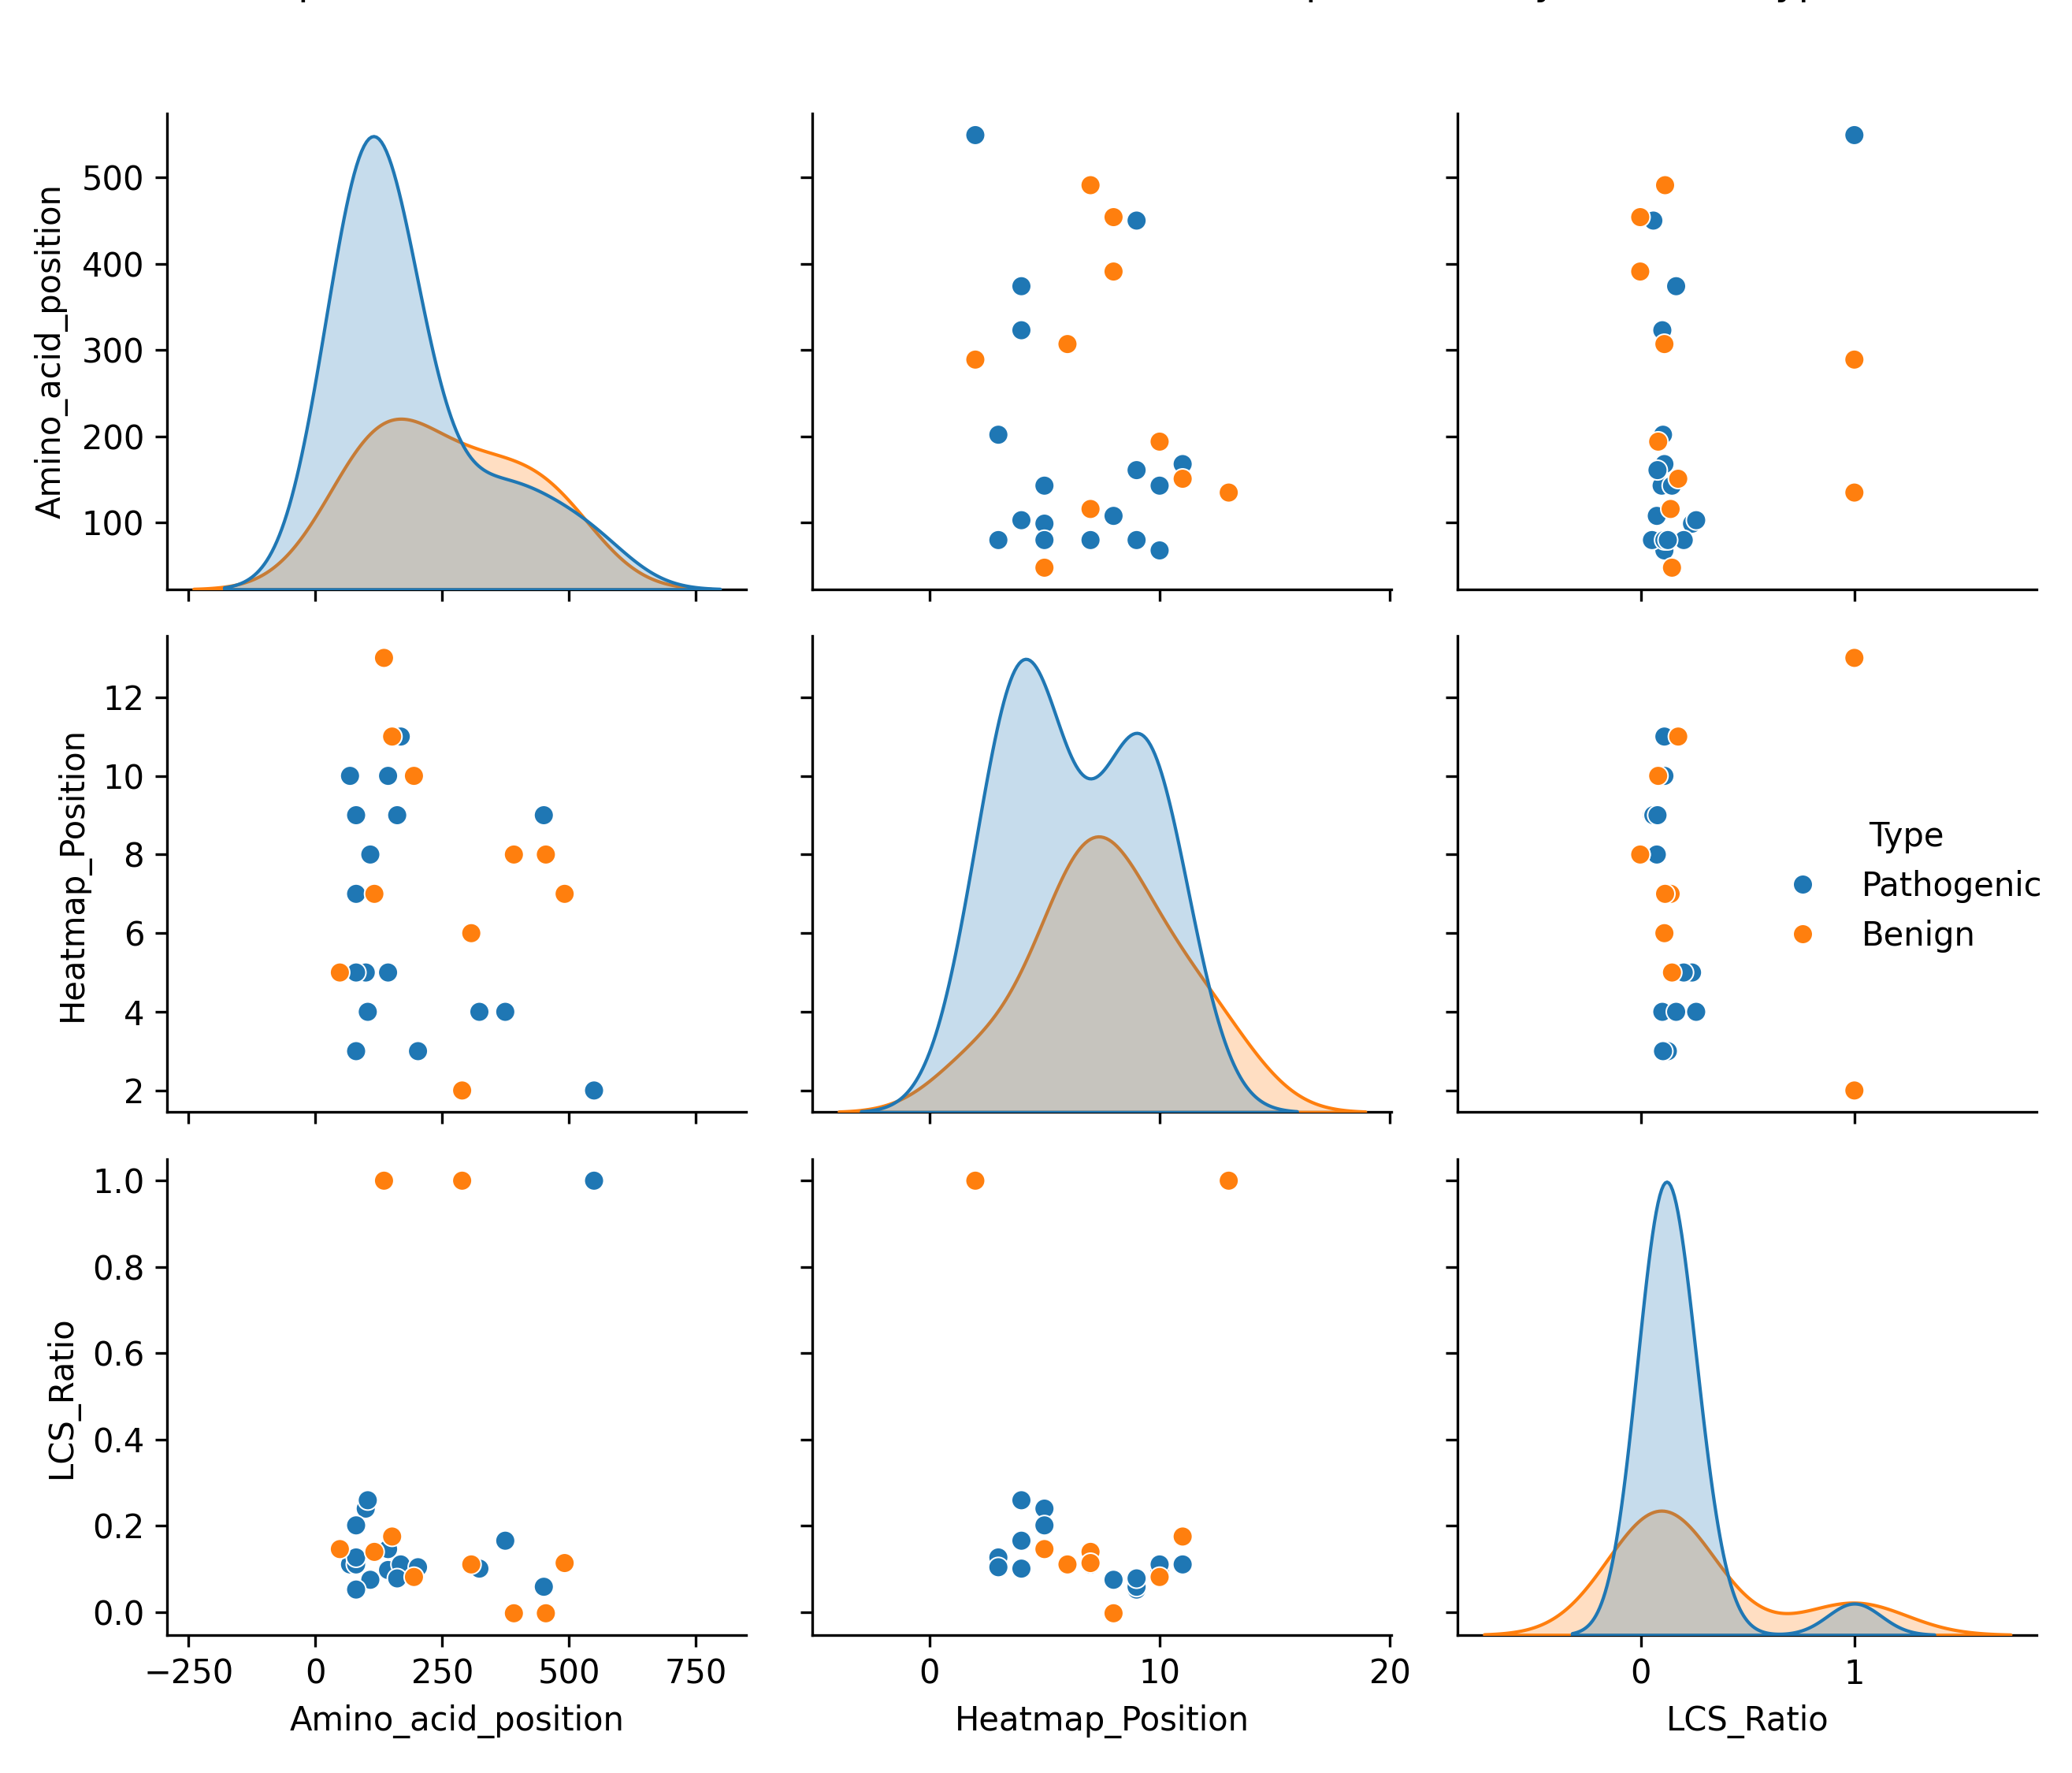 500
400
300
200
100
Amino_acid_position
12
10
8
6
4
2
Heatmap_Position
Type
Pathogenic
Benign
1.0
0.8
0.6
0.4
0.2
0.0
LCS_Ratio
−250 0 250 500 750
0 10 20
0 1
Amino_acid_position
Heatmap_Position
LCS_Ratio